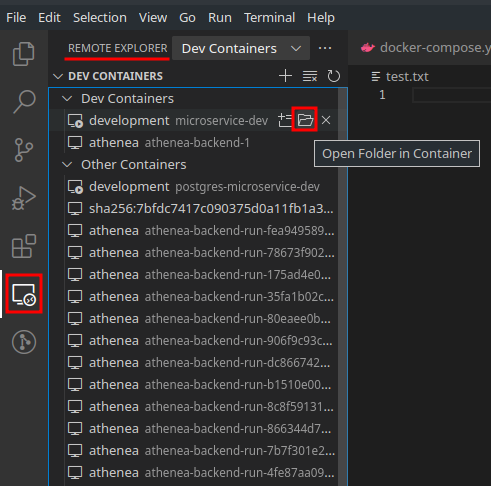 File Edit Selection View Go Run Terminal Help
REMOTE EXPLORER Dev Containers ··· docker-compose.y
DEV CONTAINERS test.txt
Dev Containers 1
development microservice-dev
athenea athenea-backend-1
Open Folder in Container
Other Containers
development postgres-microservice-dev
sha256:7bfdc7417c090375d0a11fb1a3...
athenea athenea-backend-run-fea949589...
athenea athenea-backend-run-78673f902...
athenea athenea-backend-run-175ad4e0...
athenea athenea-backend-run-35fa1b02c...
athenea athenea-backend-run-80eaee0b...
athenea athenea-backend-run-906f9c93c...
athenea athenea-backend-run-dc866742...
athenea athenea-backend-run-b1510e00...
athenea athenea-backend-run-8c8f59131...
athenea athenea-backend-run-866344d7...
athenea athenea-backend-run-7b7f301e2...
athenea athenea-backend-run-4fe87aa09...